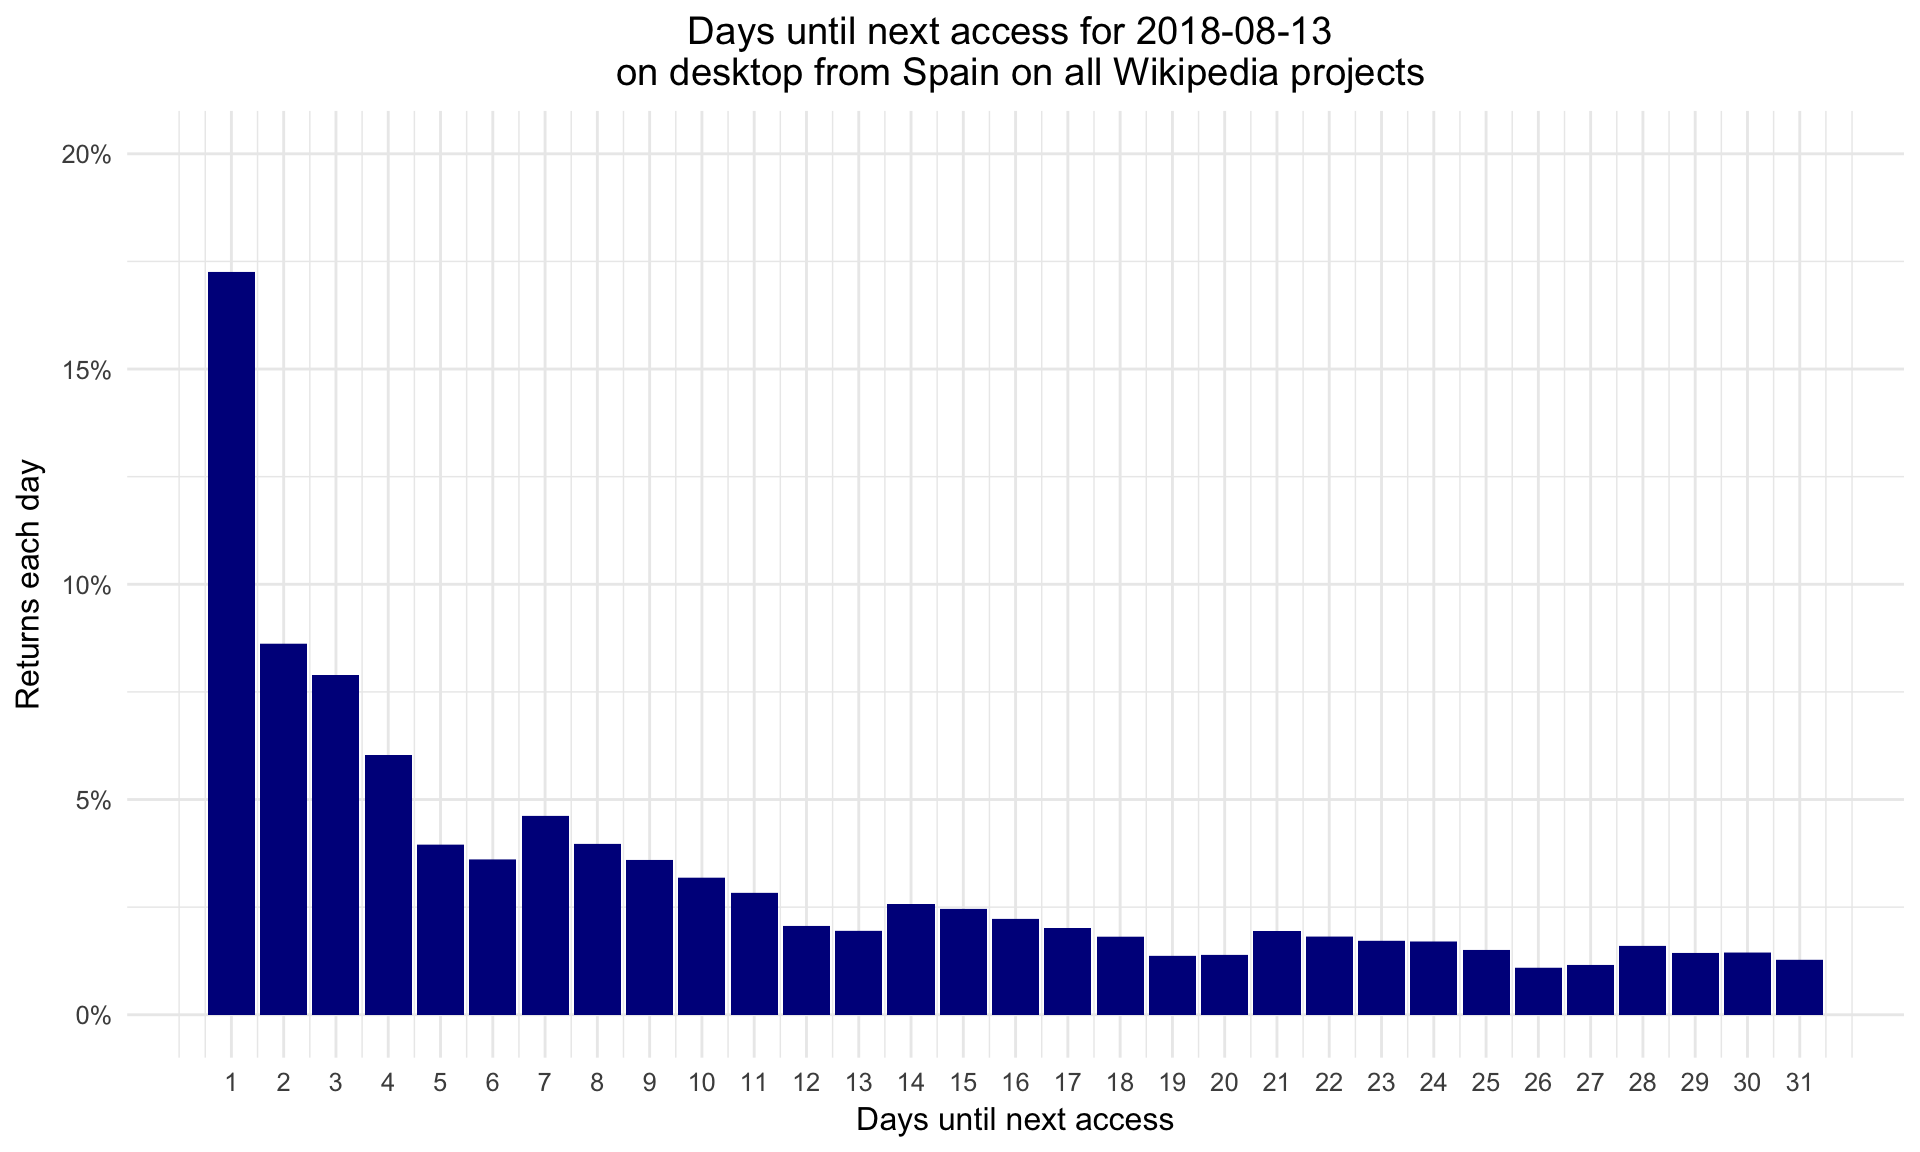 Days until next access for 2018-08-13
on desktop from Spain on all Wikipedia projects
Returns each day
20%
15%
10%
5%
0%
1 2 3 4 5 6 7 8 9 10 11 12 13 14 15 16 17 18 19 20 21 22 23 24 25 26 27 28 29 30 31
Days until next access